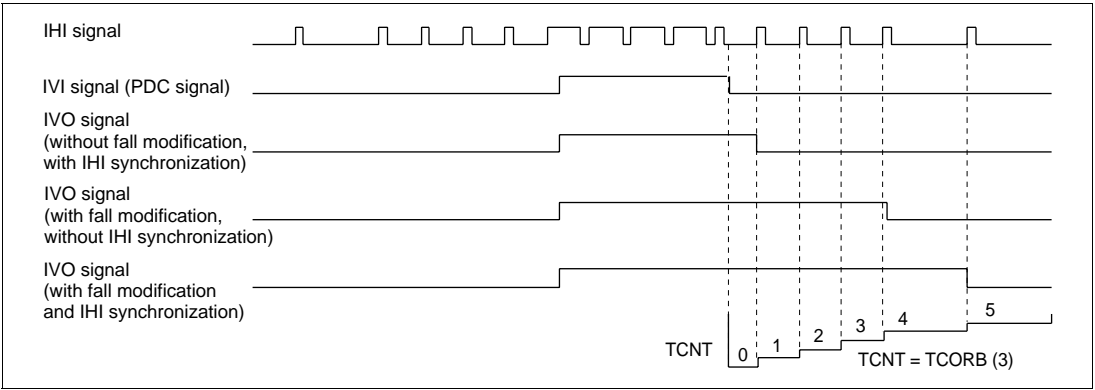 IHI signal
IVI signal (PDC signal)
IVO signal
(without fall modification,
with IHI synchronization)
IVO signal
(with fall modification,
without IHI synchronization)
IVO signal
(with fall modification
and IHI synchronization)
TCNT
0
1
2
3
4
5
TCNT = TCORB (3)